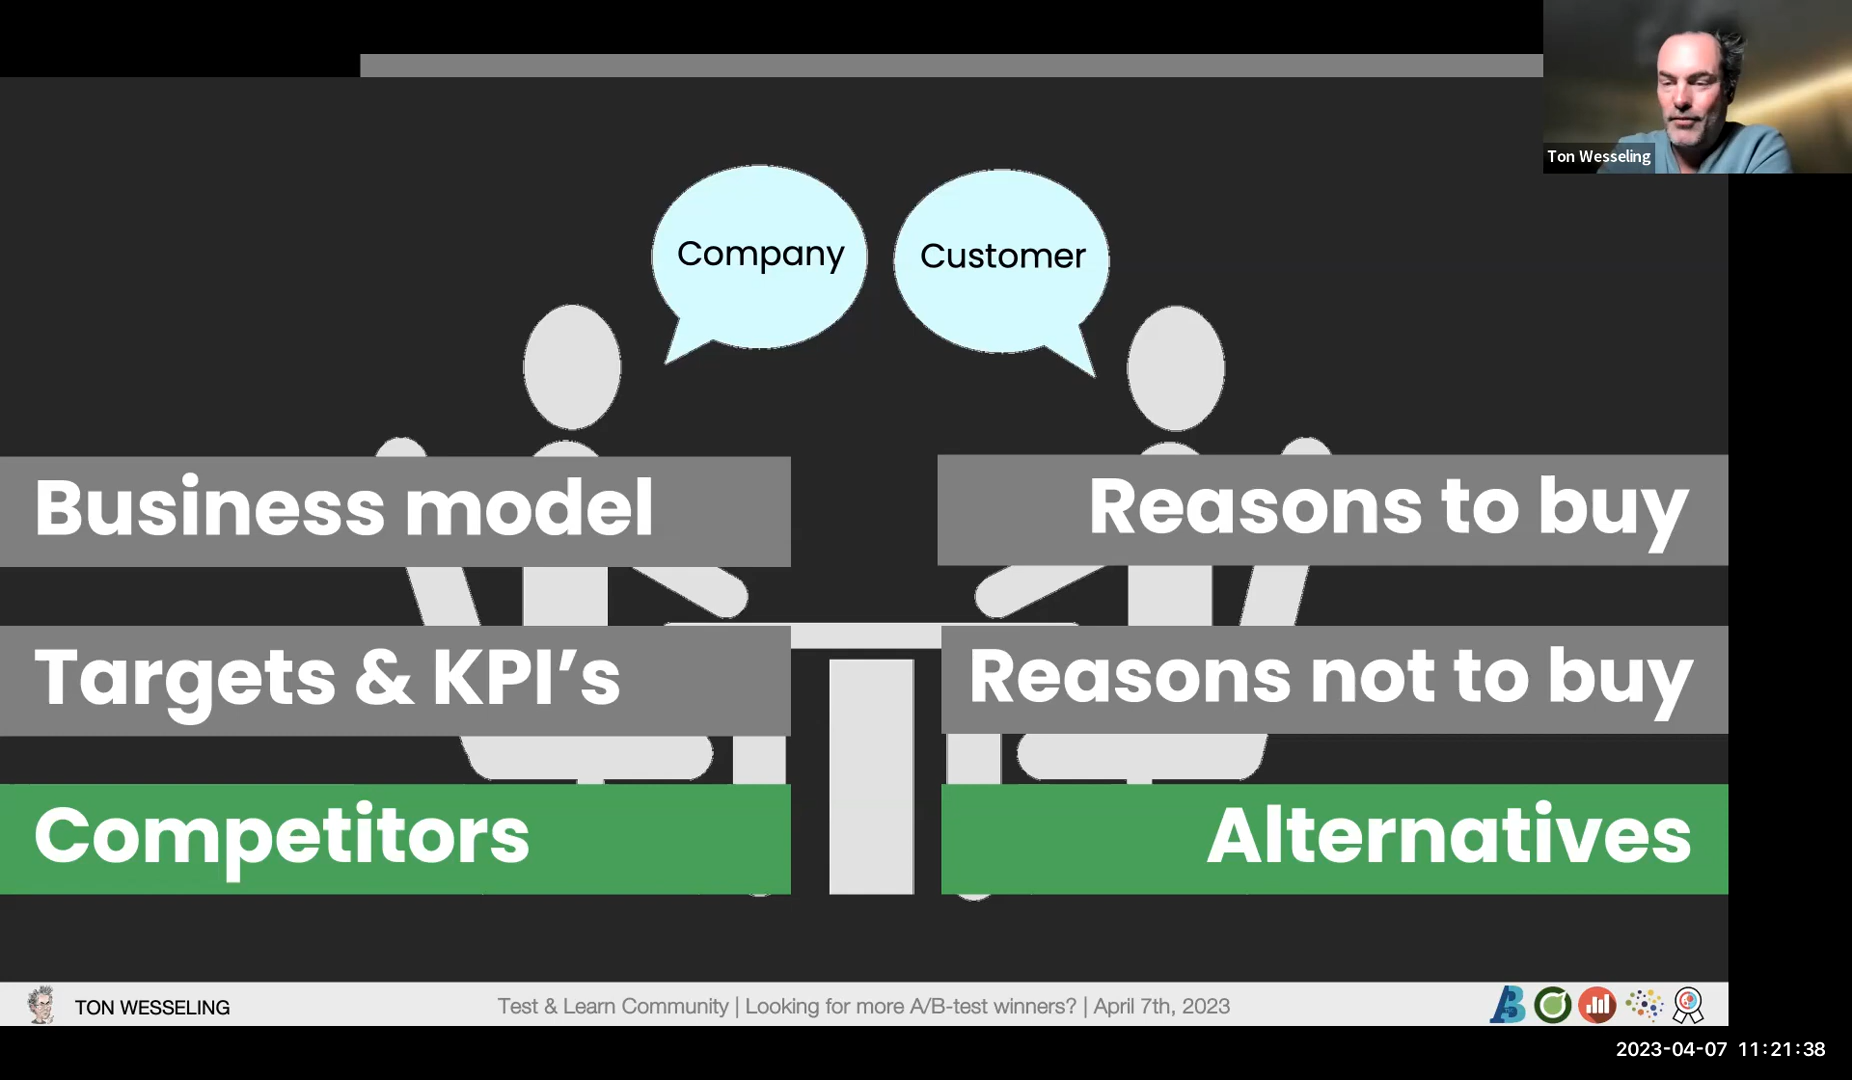 Ton Wesseling
Company
Customer
Business model
Reasons to buy
Targets & KPI’s
Reasons not to buy
Competitors
Alternatives
TON WESSELING
Test & Learn Community | Looking for more A/B-test winners? | April 7th, 2023
2023-04-07 11:21:38